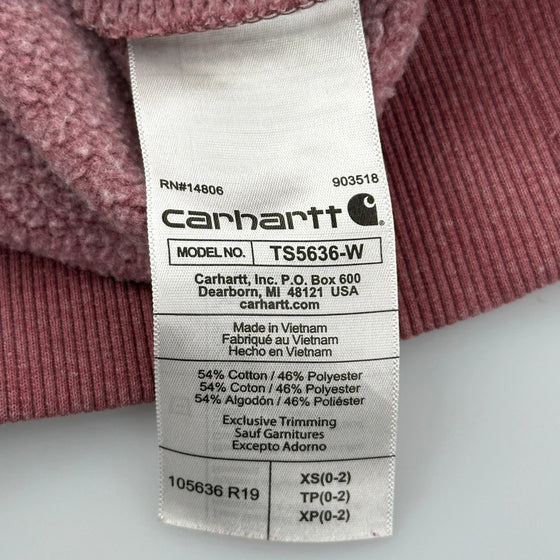 RN#14806 903518
carhartt
MODEL NO. TS5636-W
Carhartt, Inc. P.O. Box 600
Dearborn, MI 48121 USA
carhartt.com
Made in Vietnam
Fabriqué au Vietnam
Hecho en Vietnam
54% Cotton / 46% Polyester
54% Coton / 46% Polyester
54% Algodón / 46% Poliéster
Exclusive Trimming
Sauf Garnitures
Excepto Adorno
105636 R19
XS(0-2)
TP(0-2)
XP(0-2)